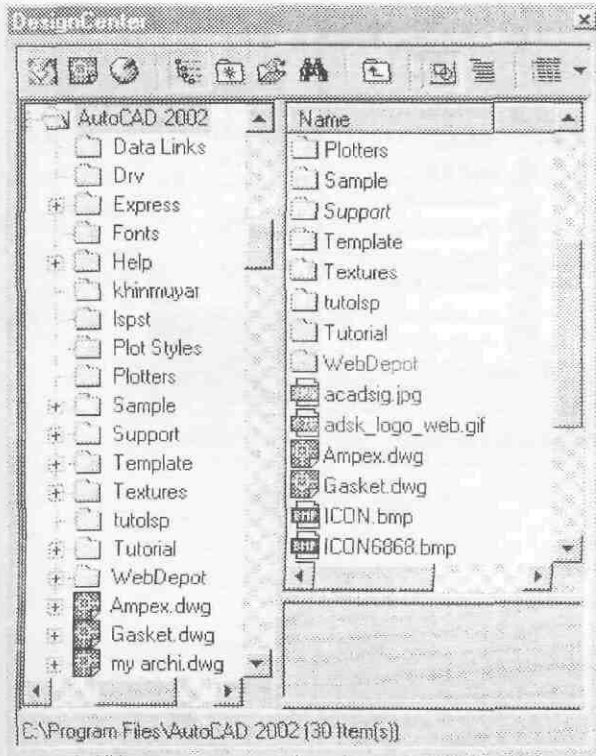 DesignCenter
AutoCAD 2002
Data Links
Drv
Express
Fonts
Help
khinmuyar
lspst
Plot Styles
Plotters
Sample
Support
Template
Textures
tutolsp
Tutorial
WebDepot
Ampex.dwg
Gasket.dwg
my archi.dwg
Name
Plotters
Sample
Support
Template
Textures
tutolsp
Tutorial
WebDepot
acadsig.jpg
adsk_logo_web.gif
Ampex.dwg
Gasket.dwg
BMP ICON.bmp
BMP ICON6868.bmp
C:\Program Files\AutoCAD 2002 (30 Item(s))